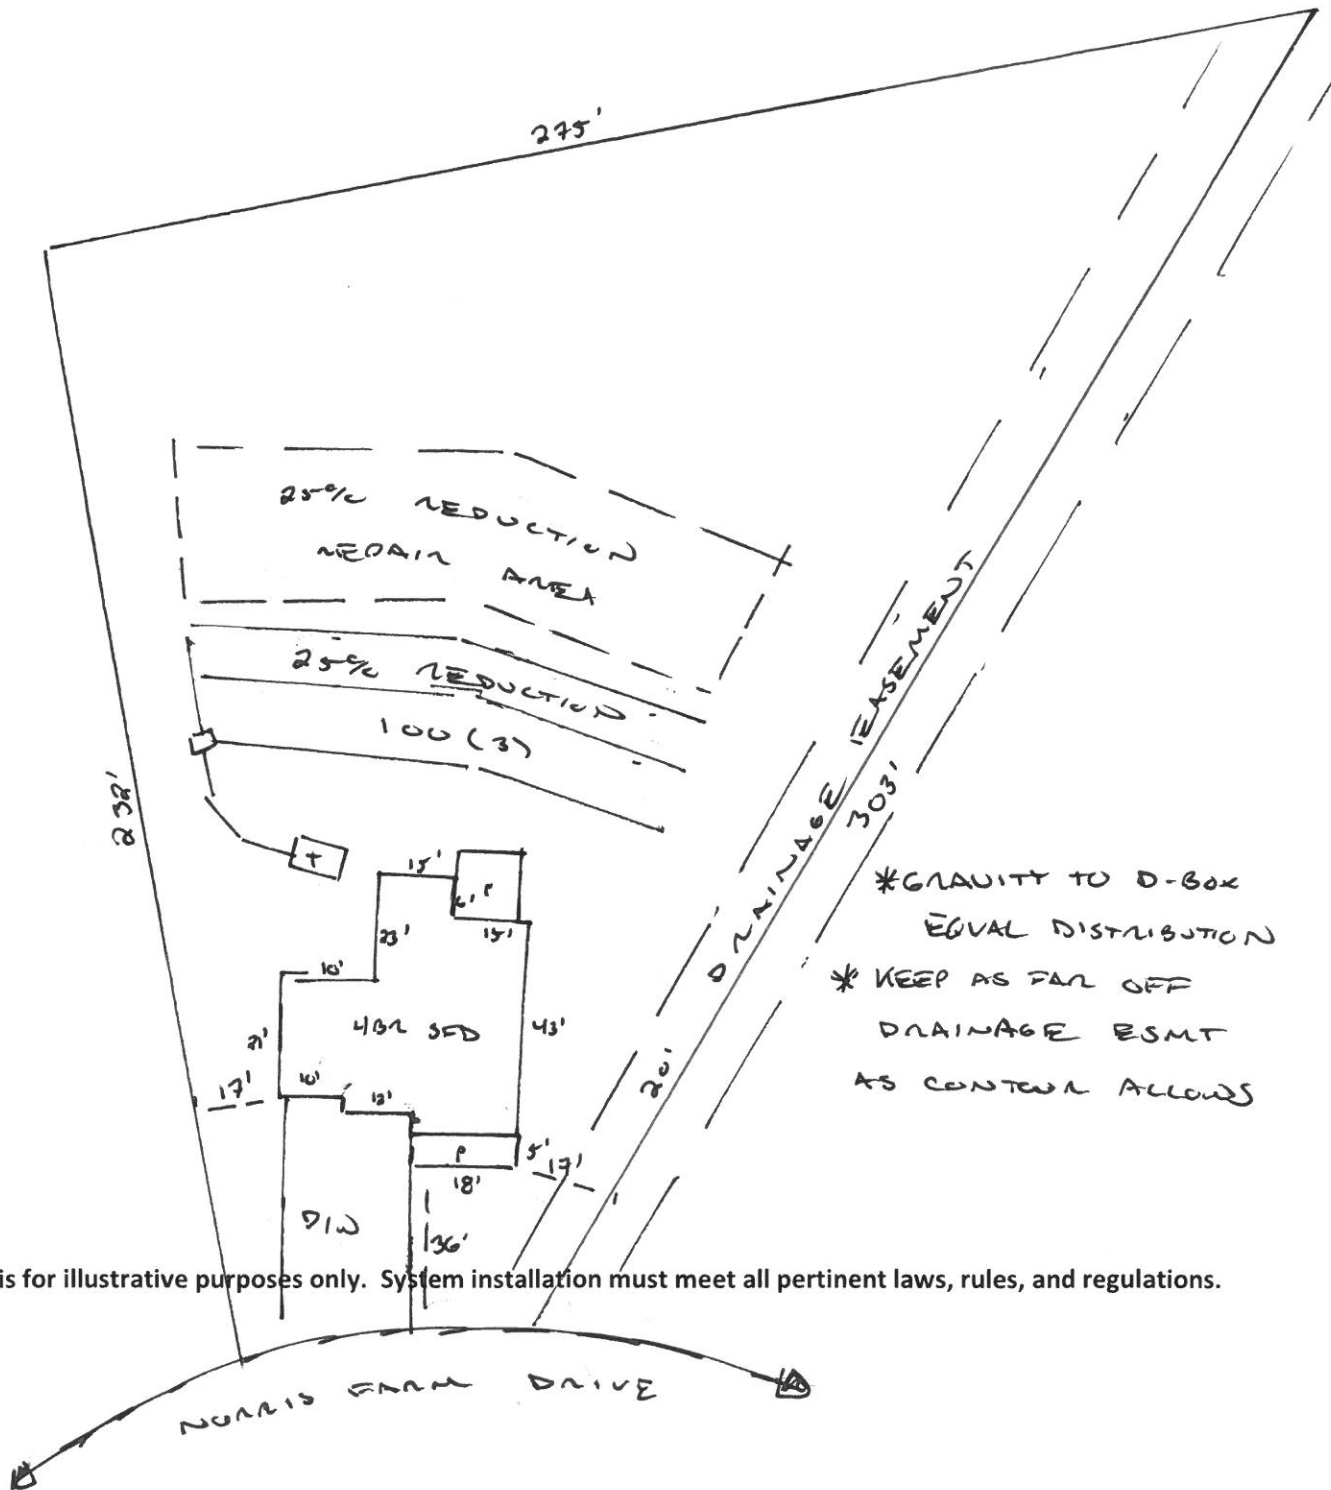 275'
25% REDUCTION
REPAIR AREA
25% REDUCTION
100 (3)
232'
T
15'
P
6'
15'
23'
10'
4BR SFD
43'
21'
17'
10'
12'
P
5'
17'
18'
D/W
36'
DRAINAGE EASEMENT
303'
20'
*GRAVITY TO D-BOX
EQUAL DISTRIBUTION
* KEEP AS FAR OFF
DRAINAGE ESMT
AS CONTOUR ALLOWS
is for illustrative purposes only. System installation must meet all pertinent laws, rules, and regulations.
NORRIS FARM DRIVE